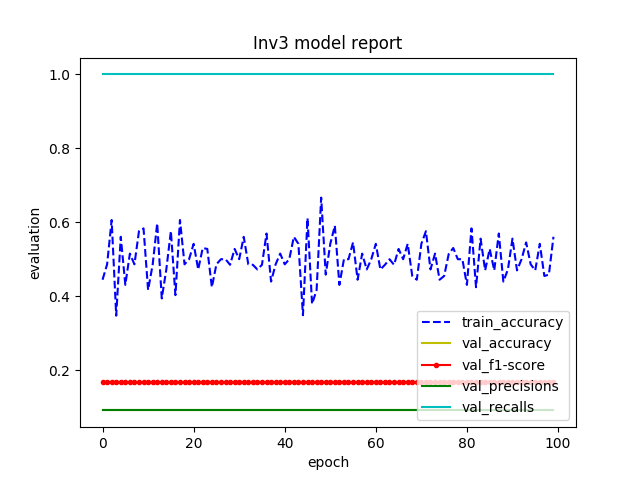 Inv3 model report
evaluation
1.0
0.8
0.6
0.4
0.2
train_accuracy
val_accuracy
val_f1-score
val_precisions
val_recalls
0 20 40 60 80 100
epoch